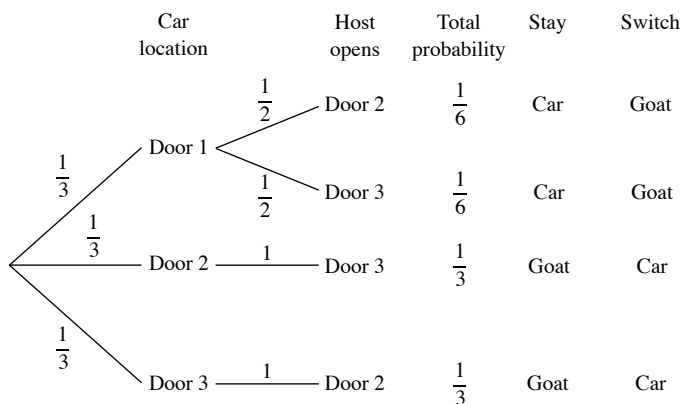 Car location Host opens Total probability Stay Switch
1/2 Door 2 1/6 Car Goat
1/3 Door 1
1/2 Door 3 1/6 Car Goat
1/3 Door 2 1 Door 3 1/3 Goat Car
1/3 Door 3 1 Door 2 1/3 Goat Car